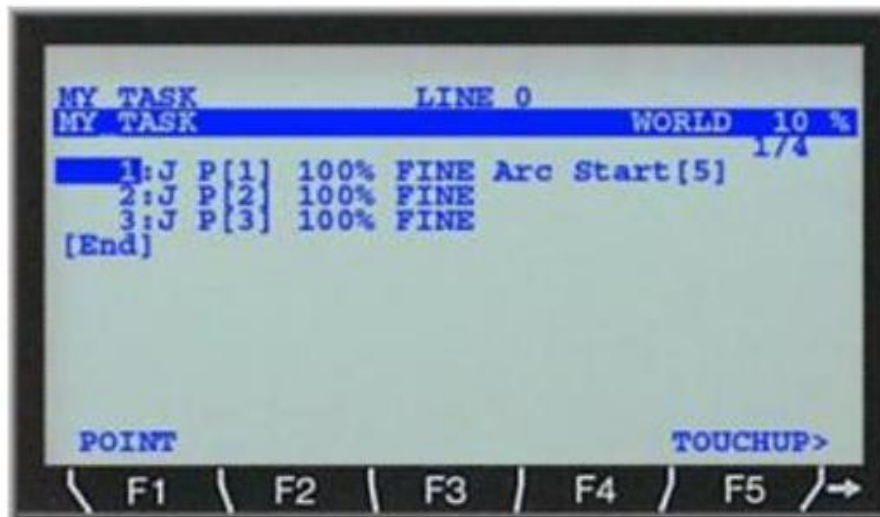 MY TASK LINE 0
MY TASK WORLD 10 %
1/4
1:J P[1] 100% FINE Arc Start[5]
2:J P[2] 100% FINE
3:J P[3] 100% FINE
[End]
POINT TOUCHUP>
F1 F2 F3 F4 F5